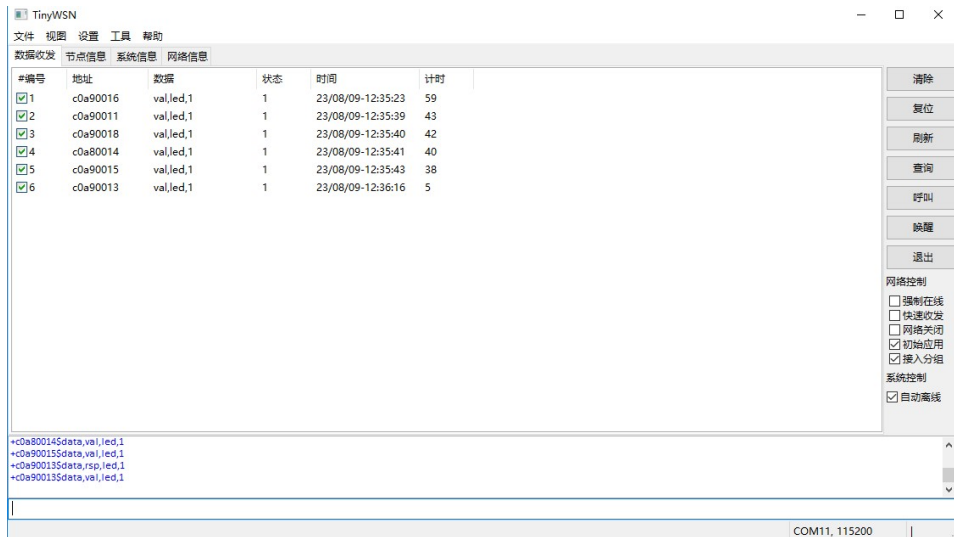 TinyWSN
文件 视图 设置 工具 帮助
数据收发 节点信息 系统信息 网络信息
#编号 地址 数据 状态 时间 计时
1 c0a90016 val,led,1 1 23/08/09-12:35:23 59
2 c0a90011 val,led,1 1 23/08/09-12:35:39 43
3 c0a90018 val,led,1 1 23/08/09-12:35:40 42
4 c0a80014 val,led,1 1 23/08/09-12:35:41 40
5 c0a90015 val,led,1 1 23/08/09-12:35:43 38
6 c0a90013 val,led,1 1 23/08/09-12:36:16 5
清除
复位
刷新
查询
呼叫
唤醒
退出
网络控制
强制在线
快速收发
网络关闭
初始应用
接入分组
系统控制
自动离线
+c0a80014$data,val,led,1
+c0a90015$data,val,led,1
+c0a90013$data,rsp,led,1
+c0a90013$data,val,led,1
COM11, 115200